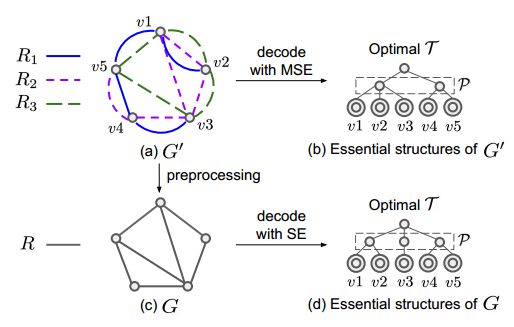 v1
v5
v2
v4
v3
R1
R2
R3
(a) G′
decode
with MSE
Optimal 𝒯
𝒫
v1 v2 v3 v4 v5
(b) Essential structures of G′
preprocessing
R
(c) G
decode
with SE
Optimal 𝒯
𝒫
v1 v2 v3 v4 v5
(d) Essential structures of G